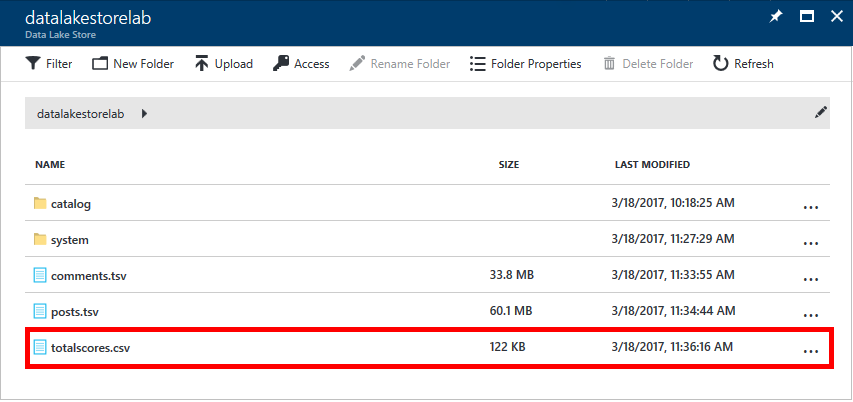 datalakestorelab
Data Lake Store
Filter New Folder Upload Access Rename Folder Folder Properties Delete Folder Refresh
datalakestorelab
NAME SIZE LAST MODIFIED
catalog 3/18/2017, 10:18:25 AM ...
system 3/18/2017, 11:27:29 AM ...
comments.tsv 33.8 MB 3/18/2017, 11:33:55 AM ...
posts.tsv 60.1 MB 3/18/2017, 11:34:44 AM ...
totalscores.csv 122 KB 3/18/2017, 11:36:16 AM ...